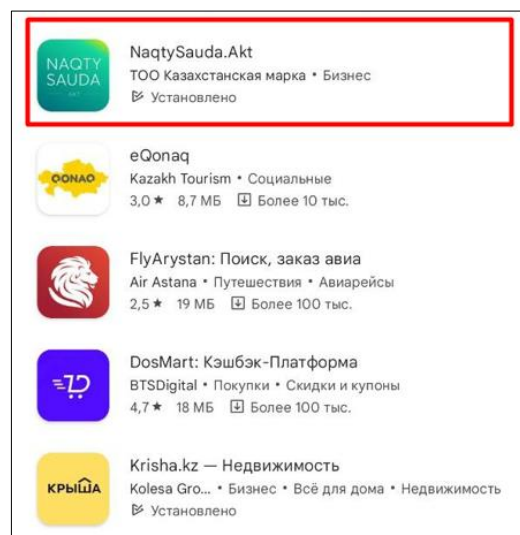 NAQTY
SAUDA
AKT
NaqtySauda.Akt
ТОО Казахстанская марка • Бизнес
Установлено
QONAQ
eQonaq
Kazakh Tourism • Социальные
3,0 ★ 8,7 МБ Более 10 тыс.
FlyArystan: Поиск, заказ авиа
Air Astana • Путешествия • Авиарейсы
2,5 ★ 19 МБ Более 100 тыс.
DosMart: Кэшбэк-Платформа
BTSDigital • Покупки • Скидки и купоны
4,7 ★ 18 МБ Более 100 тыс.
КРЫША
Krisha.kz — Недвижимость
Kolesa Gro... • Бизнес • Всё для дома • Недвижимость
Установлено